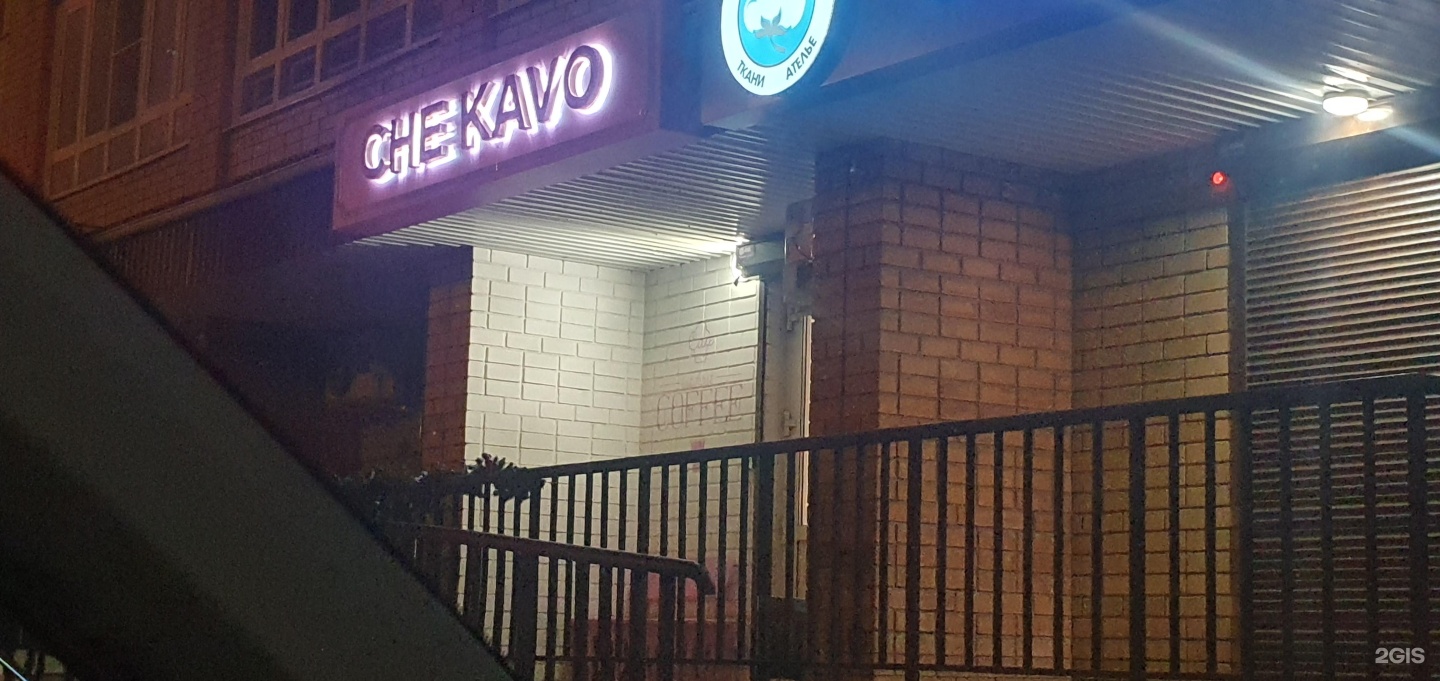 CHE KAVO
ТКАНИ АТЕЛЬЕ
COFFEE
2GIS